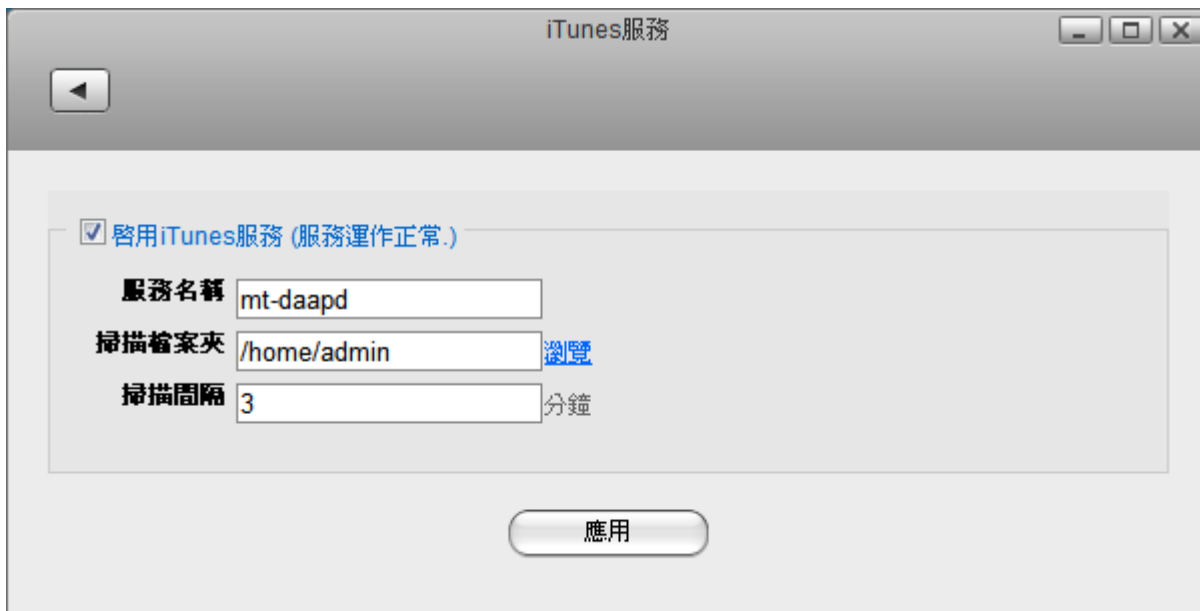 iTunes服務
啓用iTunes服務 (服務運作正常.)
服務名稱 mt-daapd
掃描檔案夾 /home/admin 瀏覽
掃描間隔 3 分鐘
應用